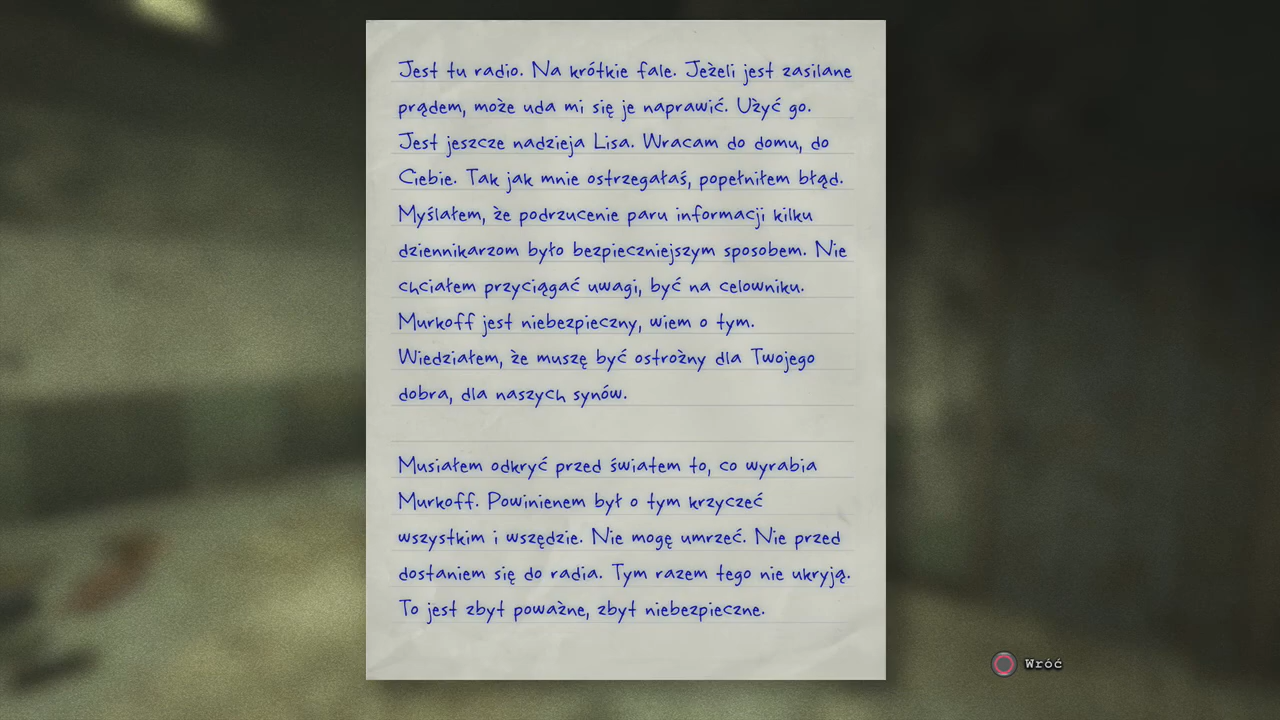 Jest tu radio. Na krótkie fale. Jeżeli jest zasilane
prądem, może uda mi się je naprawić. Użyć go.
Jest jeszcze nadzieja Lisa. Wracam do domu, do
Ciebie. Tak jak mnie ostrzegałaś, popełniłem błąd.
Myślałem, że podrzucenie paru informacji kilku
dziennikarzom było bezpieczniejszym sposobem. Nie
chciałem przyciągać uwagi, być na celowniku.
Murkoff jest niebezpieczny, wiem o tym.
Wiedziałem, że muszę być ostrożny dla Twojego
dobra, dla naszych synów.
Musiałem odkryć przed światem to, co wyrabia
Murkoff. Powinienem był o tym krzyczeć
wszystkim i wszędzie. Nie mogę umrzeć. Nie przed
dostaniem się do radia. Tym razem tego nie ukryją.
To jest zbyt poważne, zbyt niebezpieczne.
Wróć